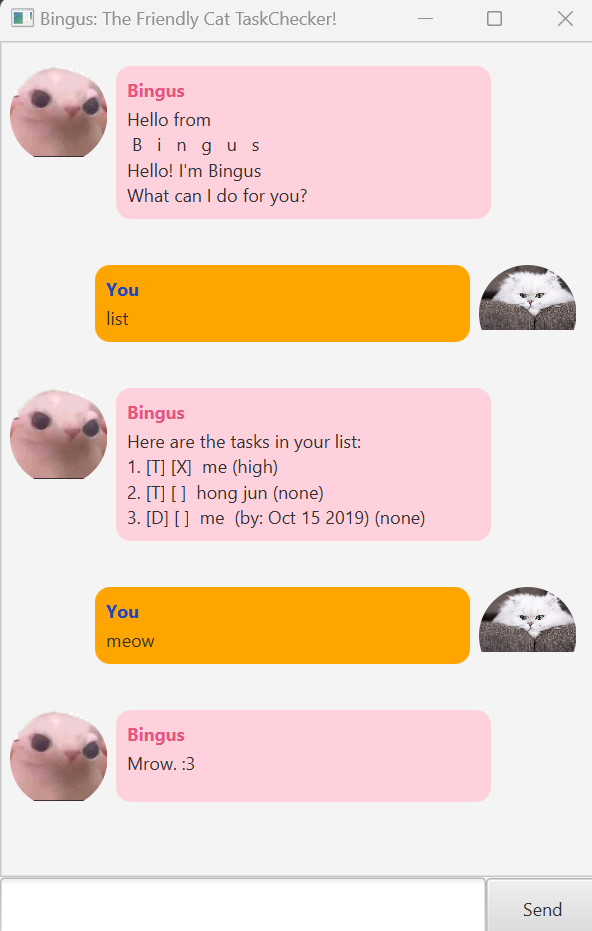 Bingus: The Friendly Cat TaskChecker!
Bingus
Hello from
B i n g u s
Hello! I'm Bingus
What can I do for you?
You
list
Bingus
Here are the tasks in your list:
1. [T] [X]  me (high)
2. [T] [ ]  hong jun (none)
3. [D] [ ]  me  (by: Oct 15 2019) (none)
You
meow
Bingus
Mrow. :3
Send